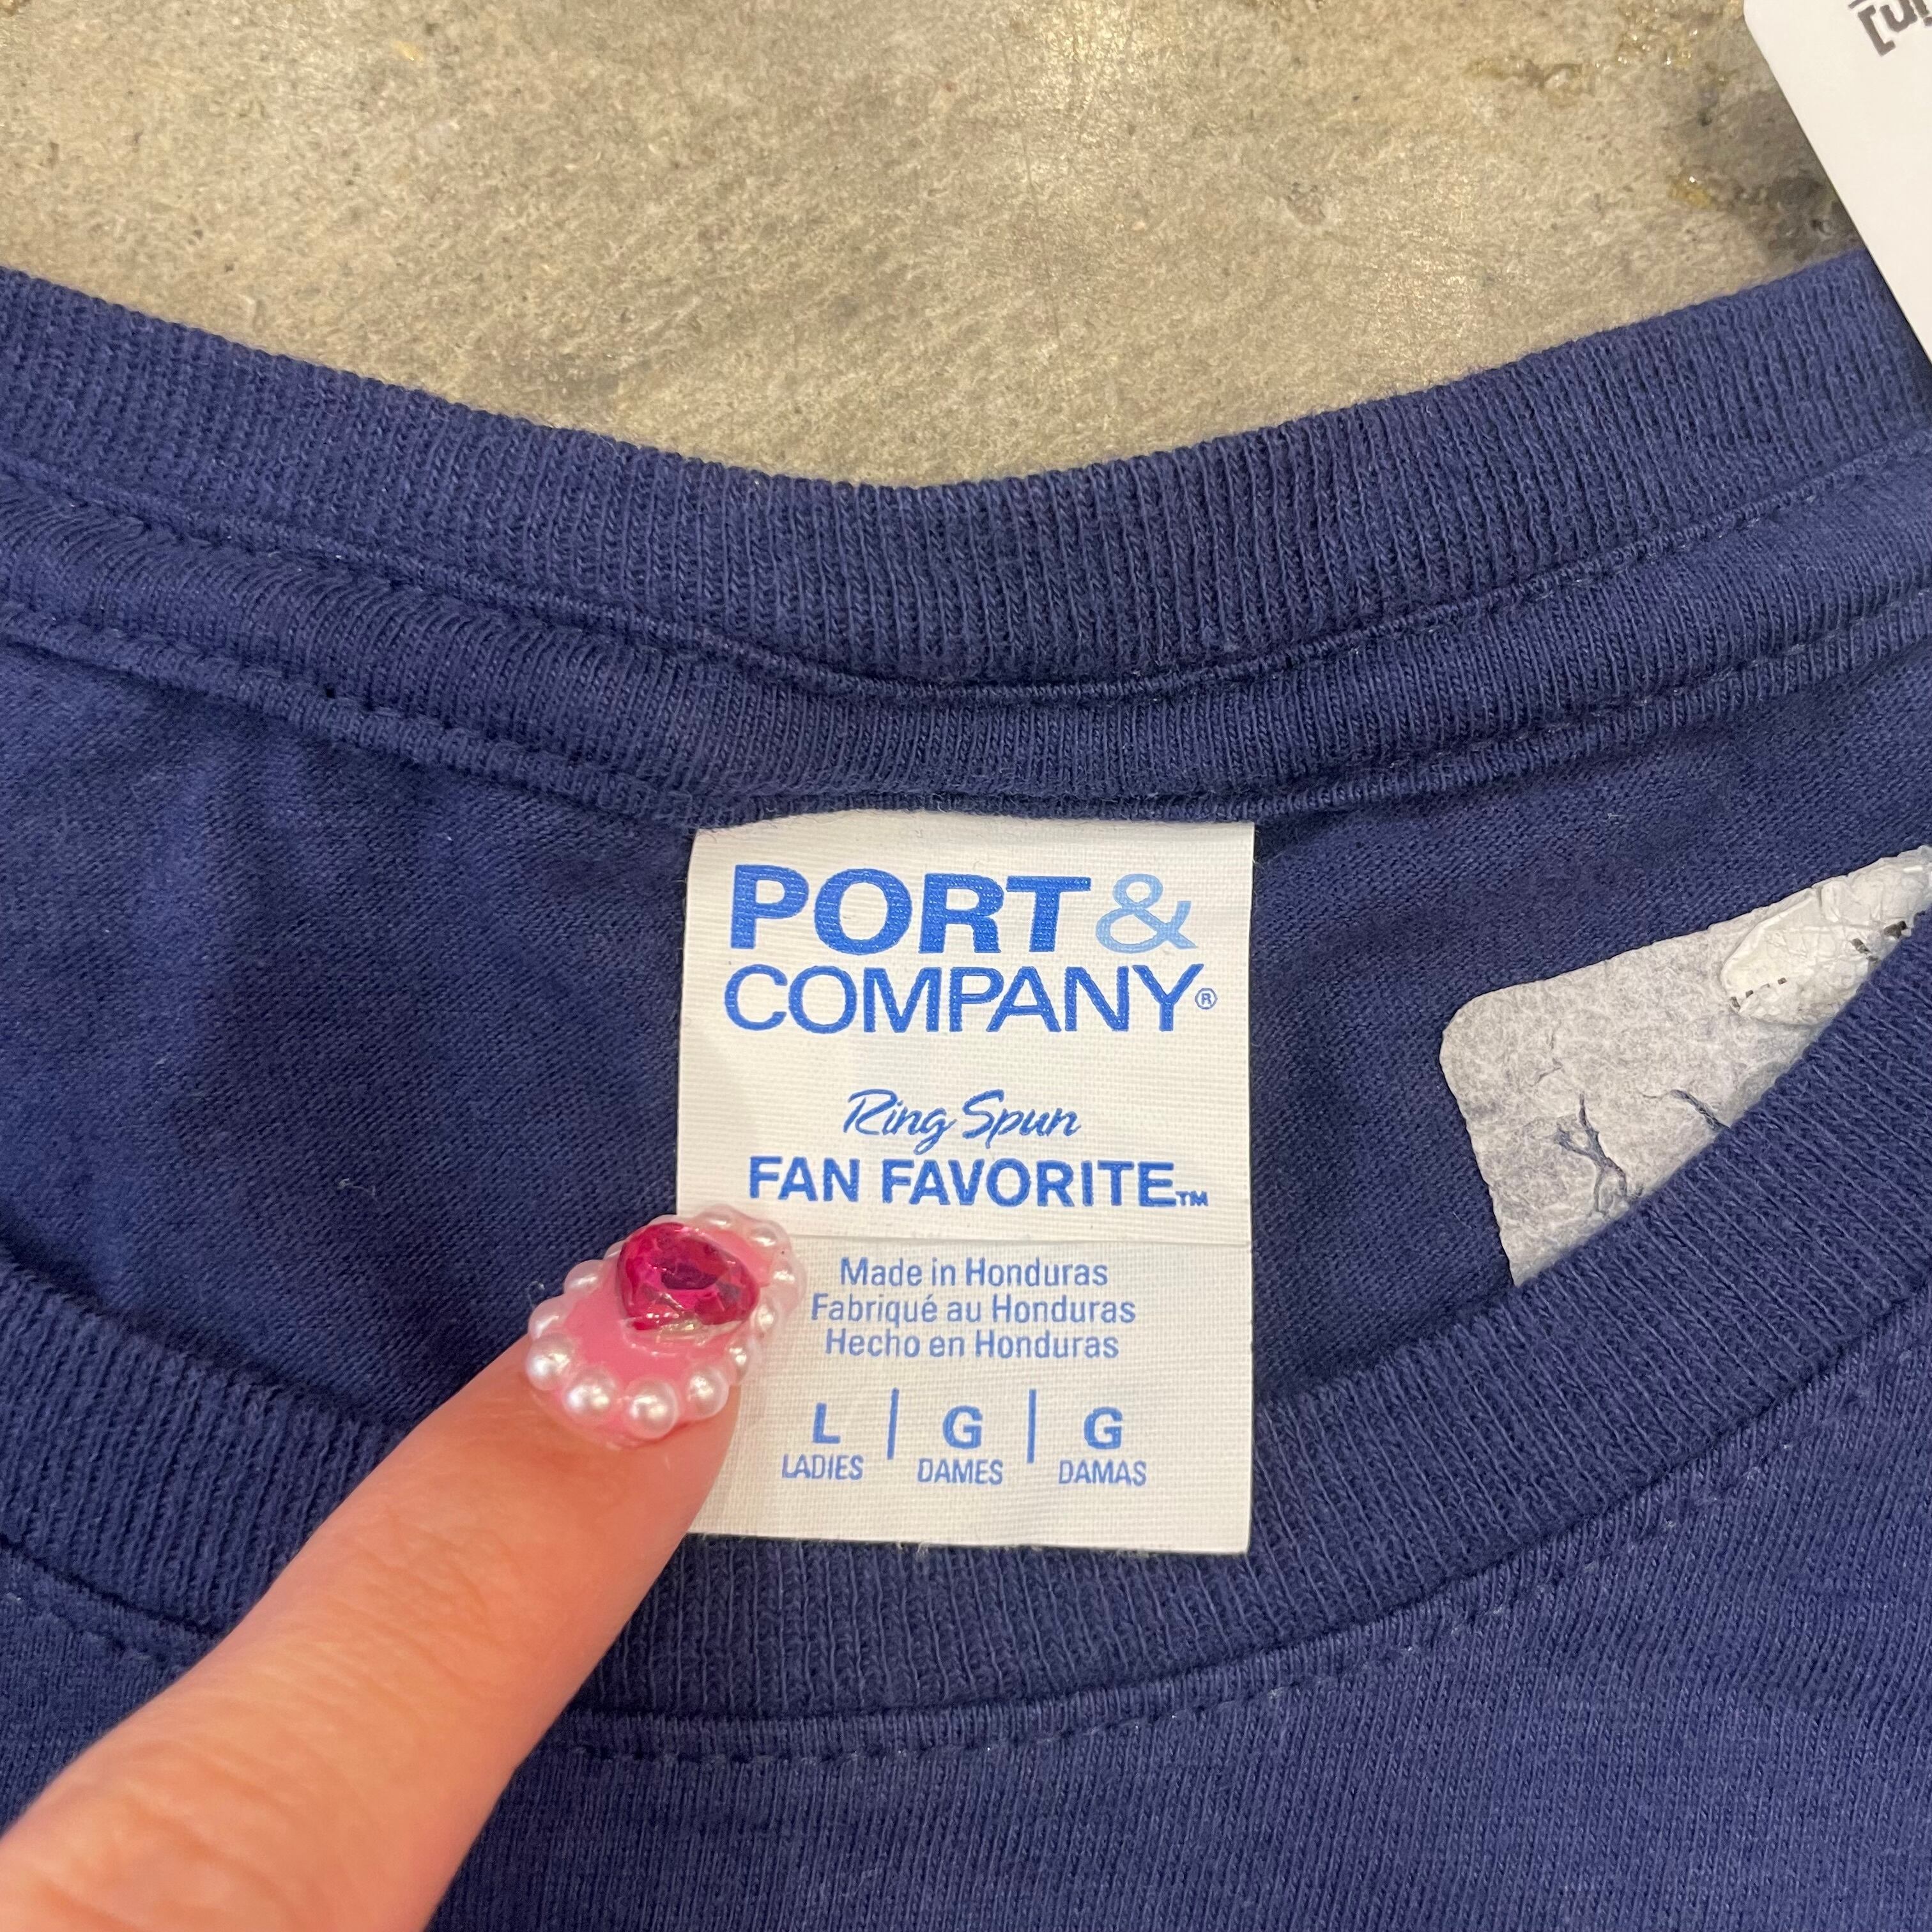 PORT &
COMPANY®
Ring Spun
FAN FAVORITE™
Made in Honduras
Fabriqué au Honduras
Hecho en Honduras
L | G | G
LADIES DAMES DAMAS